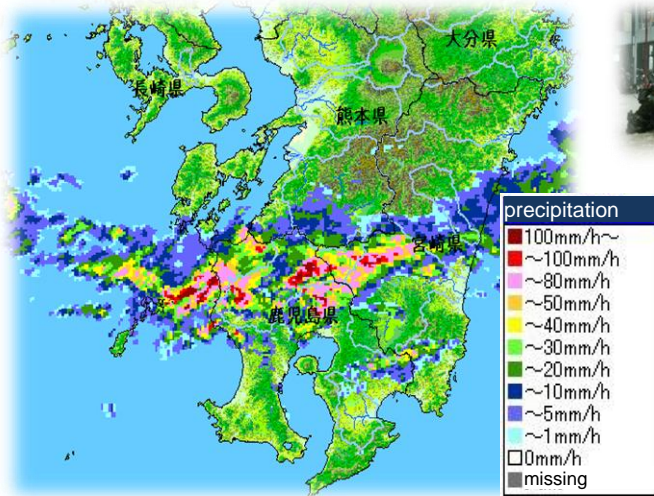 大分県
長崎県
熊本県
宮崎県
鹿児島県
precipitation
100mm/h～
～100mm/h
～80mm/h
～50mm/h
～40mm/h
～30mm/h
～20mm/h
～10mm/h
～5mm/h
～1mm/h
0mm/h
missing